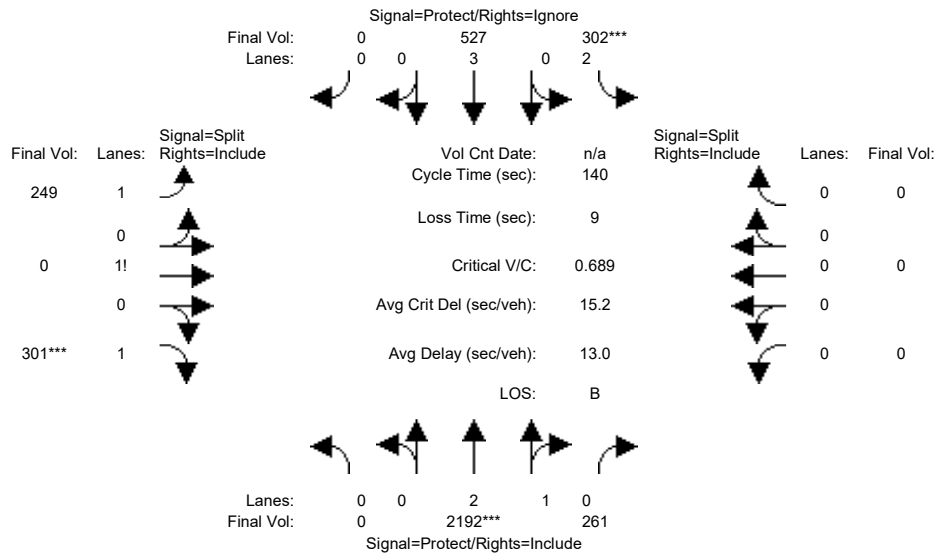 Signal=Protect/Rights=Ignore
Final Vol: 0 527 302***
Lanes: 0 0 3 0 2
Signal=Split
Final Vol: Lanes: Rights=Include
Vol Cnt Date: n/a
Signal=Split
Rights=Include Lanes: Final Vol:
Cycle Time (sec): 140
249 1
0 0
Loss Time (sec): 9
0
0
0 1!
Critical V/C: 0.689
0 0
0
Avg Crit Del (sec/veh): 15.2
0
301*** 1
Avg Delay (sec/veh): 13.0
0 0
LOS: B
Lanes: 0 0 2 1 0
Final Vol: 0 2192*** 261
Signal=Protect/Rights=Include